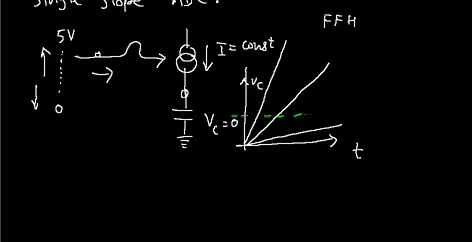 single slope ADC.
FFH
5V
I = const
Vc
Vc = 0
0
t